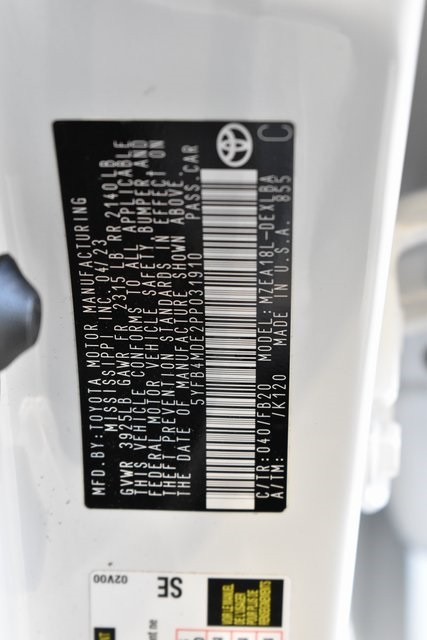 MFD.BY:TOYOTA MOTOR MANUFACTURING
MISSISSIPPI INC. 04/23
GVWR 3925LB GAWR FR 2315 LB RR 2140LB
THIS VEHICLE CONFORMS TO ALL APPLICABLE
FEDERAL MOTOR VEHICLE SAFETY BUMPER AND
THEFT PREVENTION STANDARDS IN EFFECT ON
THE DATE OF MANUFACTURE SHOWN ABOVE.
5YFB4MDE2PP031910 PASS.CAR
C/TR:040/FB20 MODEL:MZEA18L-DEXLBA
A/TM: /K120 MADE IN U.S.A. 855
C
02V00
SE